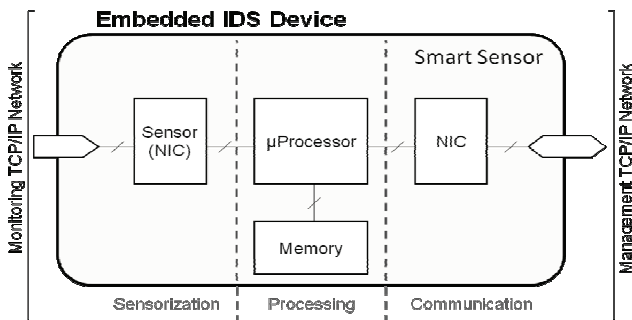 Embedded IDS Device
Smart Sensor
Monitoring TCP/IP Network
Sensor
(NIC)
µProcessor
NIC
Management TCP/IP Network
Memory
Sensorization
Processing
Communication